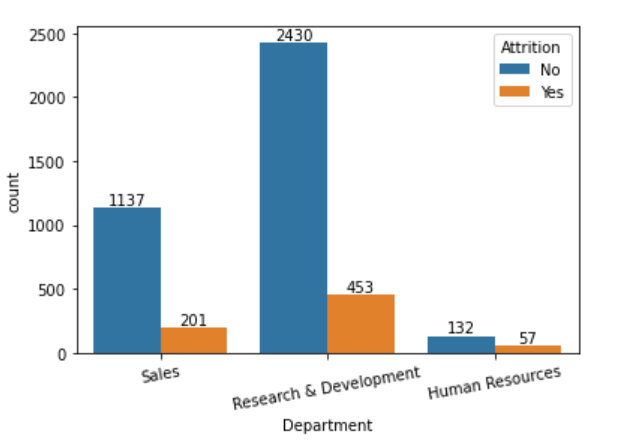 2500
2000
1500
1000
500
0
count
Attrition
No
Yes
1137
201
2430
453
132
57
Sales
Research & Development
Human Resources
Department